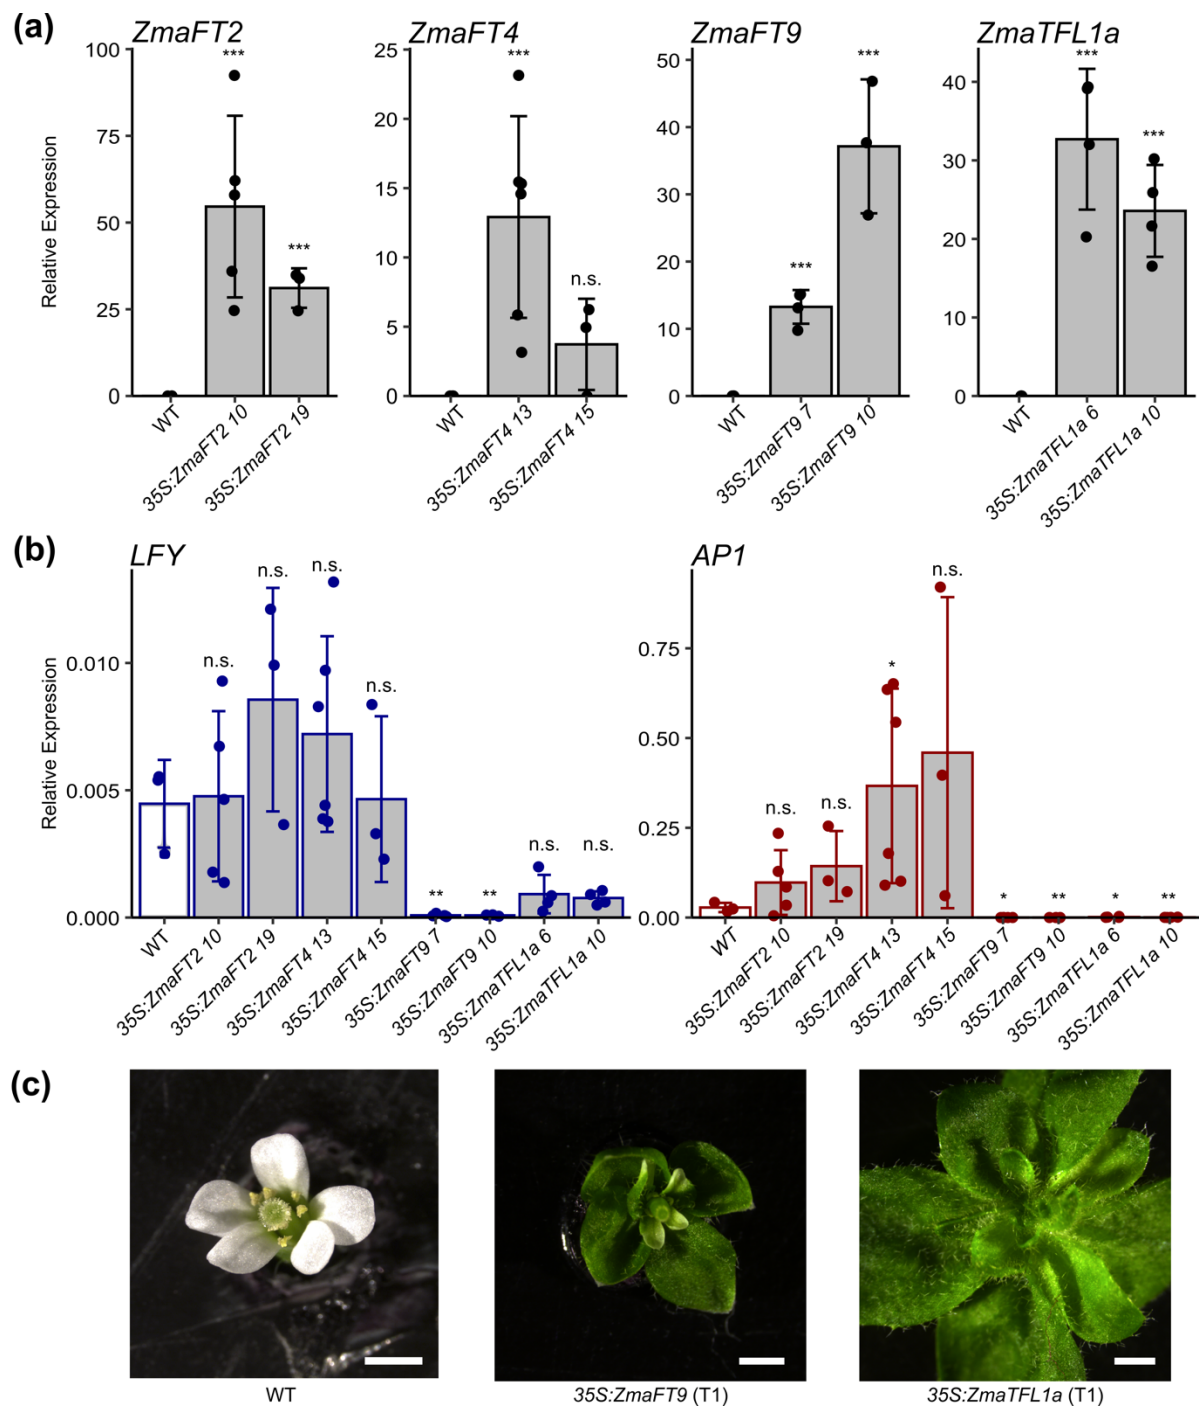 (a)
ZmaFT2 ZmaFT4 ZmaFT9 ZmaTFL1a
Relative Expression
100
75
50
25
0
***
***
WT
35S:ZmaFT2 10
35S:ZmaFT2 19
25
20
15
10
5
0
***
n.s.
WT
35S:ZmaFT4 13
35S:ZmaFT4 15
50
40
30
20
10
0
***
***
WT
35S:ZmaFT9 7
35S:ZmaFT9 10
40
30
20
10
0
***
***
WT
35S:ZmaTFL1a 6
35S:ZmaTFL1a 10
(b)
LFY
Relative Expression
0.010
0.005
0.000
n.s.
n.s.
n.s.
n.s.
**
**
n.s.
n.s.
WT
35S:ZmaFT2 10
35S:ZmaFT2 19
35S:ZmaFT4 13
35S:ZmaFT4 15
35S:ZmaFT9 7
35S:ZmaFT9 10
35S:ZmaTFL1a 6
35S:ZmaTFL1a 10
AP1
0.75
0.50
0.25
0.00
n.s.
n.s.
*
n.s.
*
**
*
**
WT
35S:ZmaFT2 10
35S:ZmaFT2 19
35S:ZmaFT4 13
35S:ZmaFT4 15
35S:ZmaFT9 7
35S:ZmaFT9 10
35S:ZmaTFL1a 6
35S:ZmaTFL1a 10
(c)
WT
35S:ZmaFT9 (T1)
35S:ZmaTFL1a (T1)